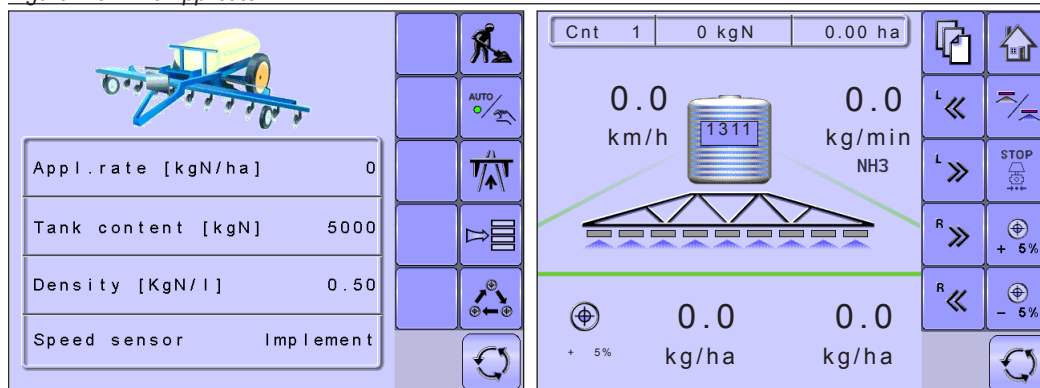 AUTO
Appl.rate [kgN/ha] 0
Tank content [kgN] 5000
Density [KgN/l] 0.50
Speed sensor Implement
Cnt 1 0 kgN 0.00 ha
0.0 0.0
km/h 1311 kg/min
NH3
L
L STOP
R + 5%
R - 5%
0.0 0.0
+ 5% kg/ha kg/ha